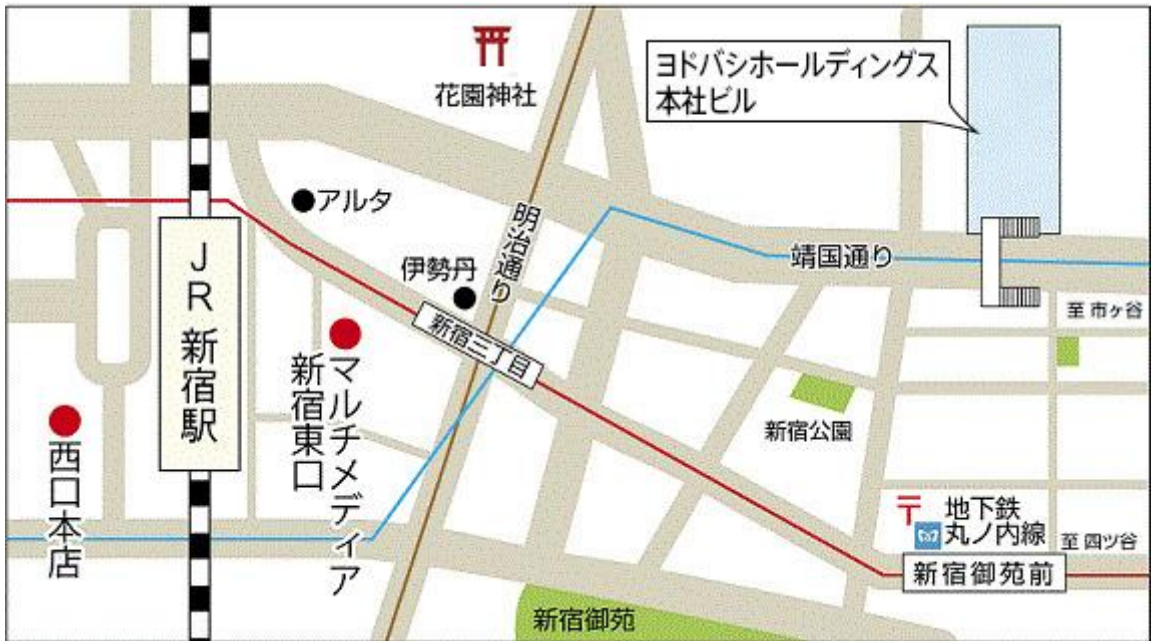 ヨドバシホールディングス
本社ビル
花園神社
アルタ
明治通り
伊勢丹
靖国通り
至 市ヶ谷
JR 新宿駅
新宿三丁目
マルチメディア
新宿東口
西口本店
新宿公園
地下鉄
丸ノ内線
至 四ツ谷
新宿御苑前
新宿御苑